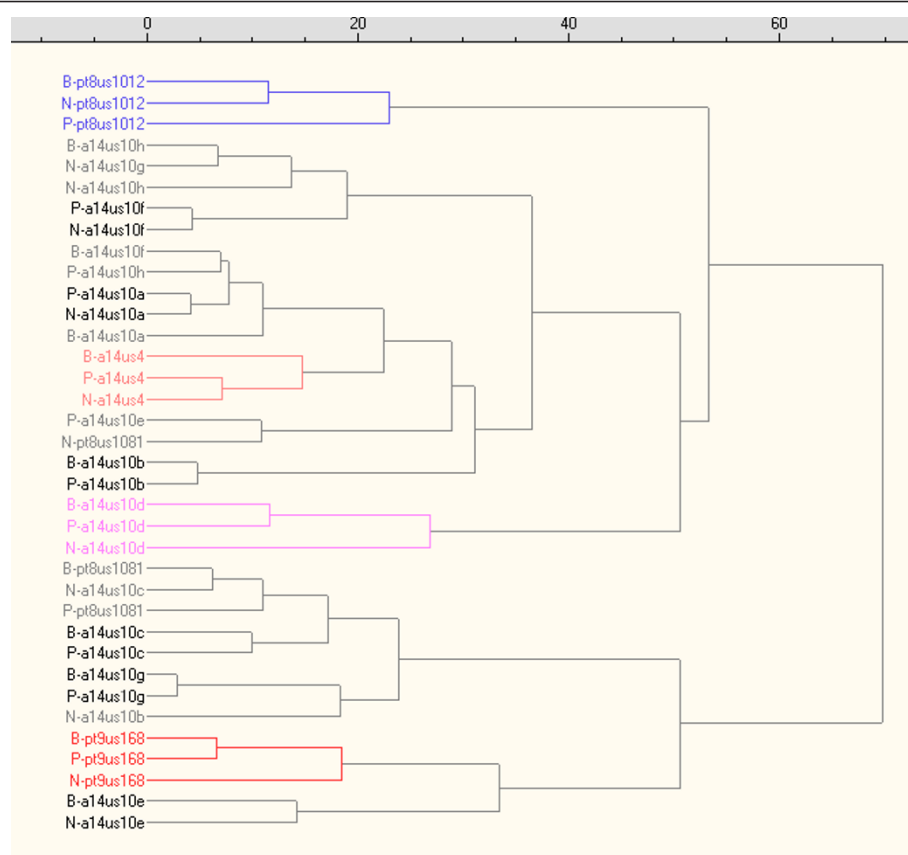 0 20 40 60
B-pt8us1012
N-pt8us1012
P-pt8us1012
B-a14us10h
N-a14us10g
N-a14us10h
P-a14us10f
N-a14us10f
B-a14us10f
P-a14us10h
P-a14us10a
N-a14us10a
B-a14us10a
B-a14us4
P-a14us4
N-a14us4
P-a14us10e
N-pt8us1081
B-a14us10b
P-a14us10b
B-a14us10d
P-a14us10d
N-a14us10d
B-pt8us1081
N-a14us10c
P-pt8us1081
B-a14us10c
P-a14us10c
B-a14us10g
P-a14us10g
N-a14us10b
B-pt9us168
P-pt9us168
N-pt9us168
B-a14us10e
N-a14us10e